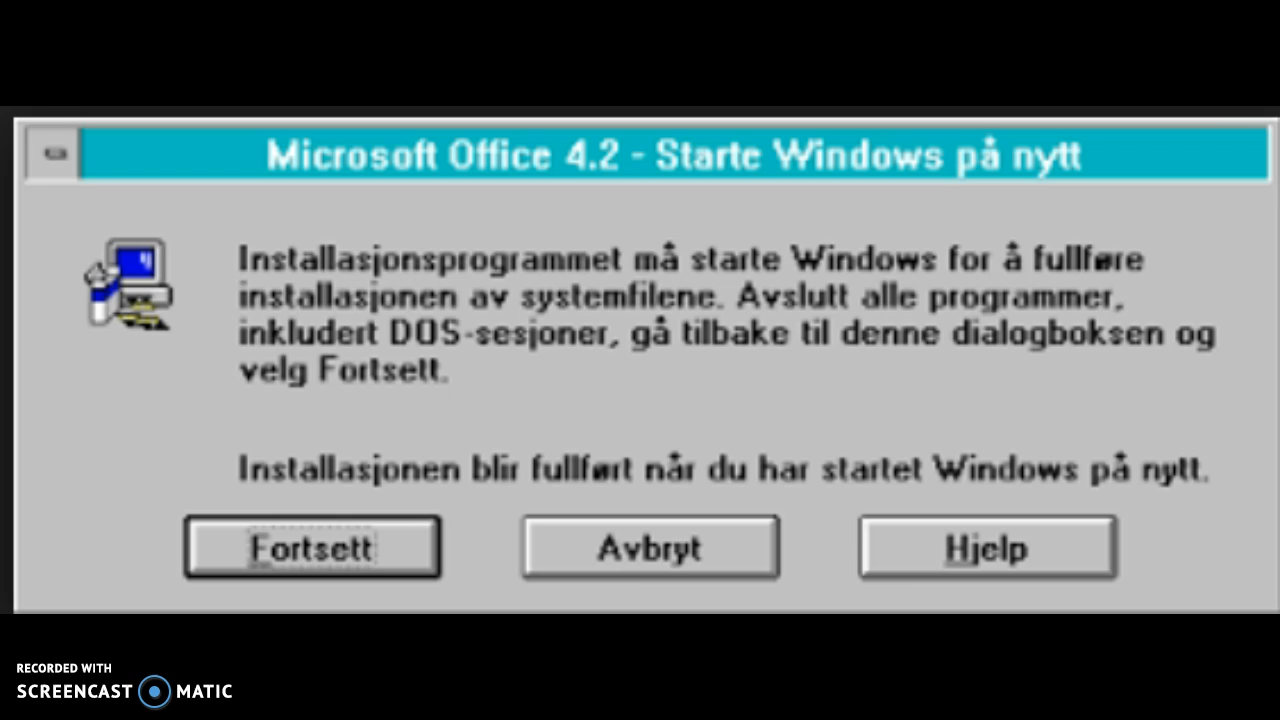 Microsoft Office 4.2 - Starte Windows på nytt
Installasjonsprogrammet må starte Windows for å fullføre
installasjonen av systemfilene. Avslutt alle programmer,
inkludert DOS-sesjoner, gå tilbake til denne dialogboksen og
velg Fortsett.
Installasjonen blir fullført når du har startet Windows på nytt.
Fortsett
Avbryt
Hjelp
RECORDED WITH
SCREENCAST MATIC